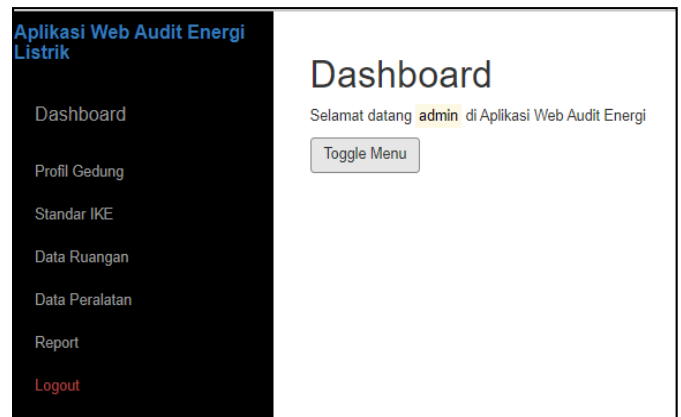 Aplikasi Web Audit Energi
Listrik
Dashboard
Profil Gedung
Standar IKE
Data Ruangan
Data Peralatan
Report
Logout
Dashboard
Selamat datang admin di Aplikasi Web Audit Energi
Toggle Menu